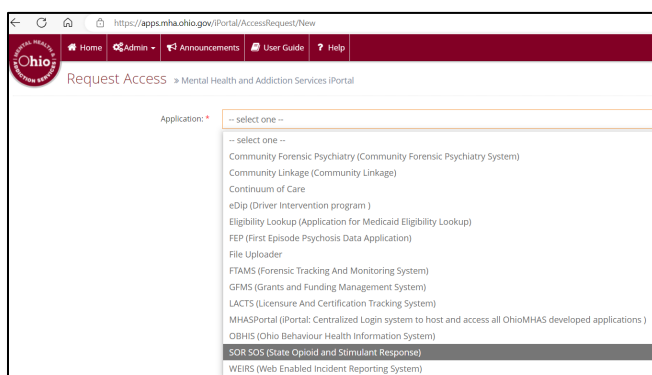 https://apps.mha.ohio.gov/iPortal/AccessRequest/New
MENTAL HEALTH &
Ohio
ADDICTION SERVICES
Home Admin Announcements User Guide ? Help
Request Access » Mental Health and Addiction Services iPortal
Application: * -- select one --
-- select one --
Community Forensic Psychiatry (Community Forensic Psychiatry System)
Community Linkage (Community Linkage)
Continuum of Care
eDip (Driver Intervention program )
Eligibility Lookup (Application for Medicaid Eligibility Lookup)
FEP (First Episode Psychosis Data Application)
File Uploader
FTAMS (Forensic Tracking And Monitoring System)
GFMS (Grants and Funding Management System)
LACTS (Licensure And Certification Tracking System)
MHASPortal (iPortal: Centralized Login system to host and access all OhioMHAS developed applications )
OBHIS (Ohio Behaviour Health Information System)
SOR SOS (State Opioid and Stimulant Response)
WEIRS (Web Enabled Incident Reporting System)